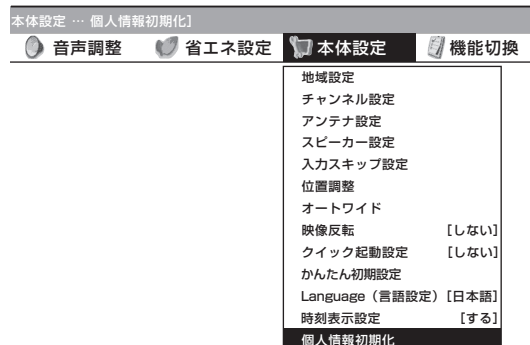 本体設定 … 個人情報初期化]
音声調整 省エネ設定 本体設定 機能切換
地域設定
チャンネル設定
アンテナ設定
スピーカー設定
入力スキップ設定
位置調整
オートワイド
映像反転 [しない]
クイック起動設定 [しない]
かんたん初期設定
Language（言語設定）[日本語]
時刻表示設定 [する]
個人情報初期化